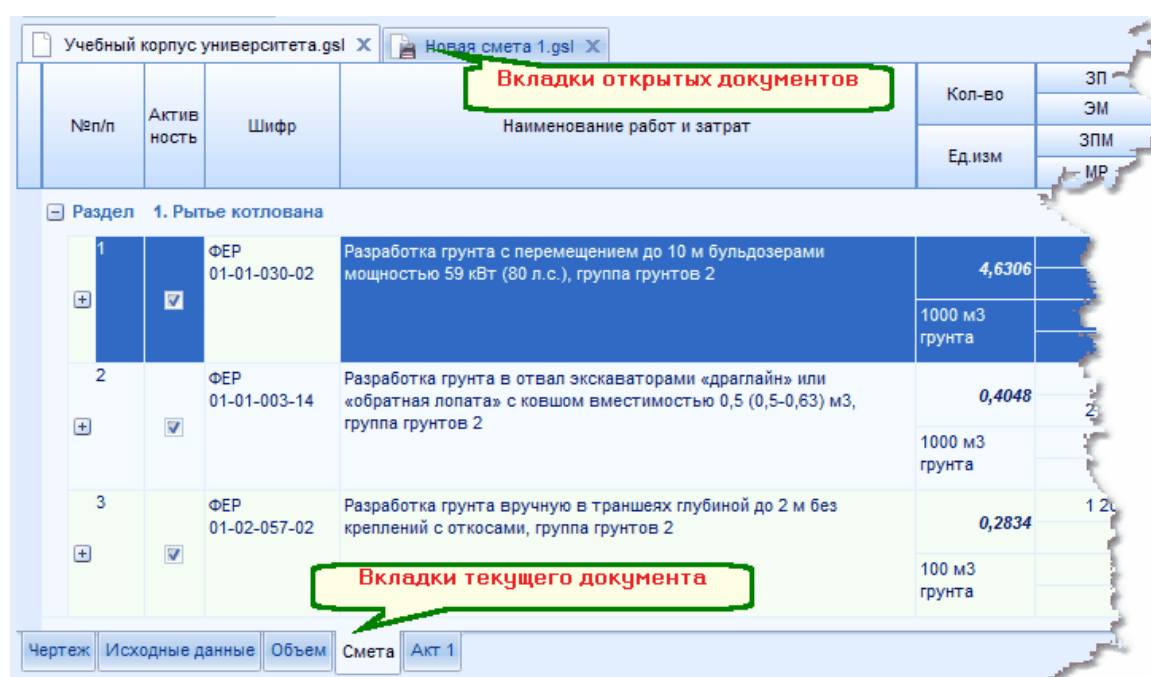 Учебный корпус университета.gsl X Новая смета 1.gsl X
Вкладки открытых документов
№п/п
Актив
ность
Шифр
Наименование работ и затрат
Кол-во
Ед.изм
ЗП
ЭМ
ЗПМ
МР
Раздел 1. Рытье котлована
1
ФЕР
01-01-030-02
Разработка грунта с перемещением до 10 м бульдозерами
мощностью 59 кВт (80 л.с.), группа грунтов 2
4,6306
1000 м3
грунта
2
ФЕР
01-01-003-14
Разработка грунта в отвал экскаваторами «драглайн» или
«обратная лопата» с ковшом вместимостью 0,5 (0,5-0,63) м3,
группа грунтов 2
0,4048
1000 м3
грунта
3
ФЕР
01-02-057-02
Разработка грунта вручную в траншеях глубиной до 2 м без
креплений с откосами, группа грунтов 2
0,2834
100 м3
грунта
Вкладки текущего документа
Чертеж Исходные данные Объем Смета Акт 1